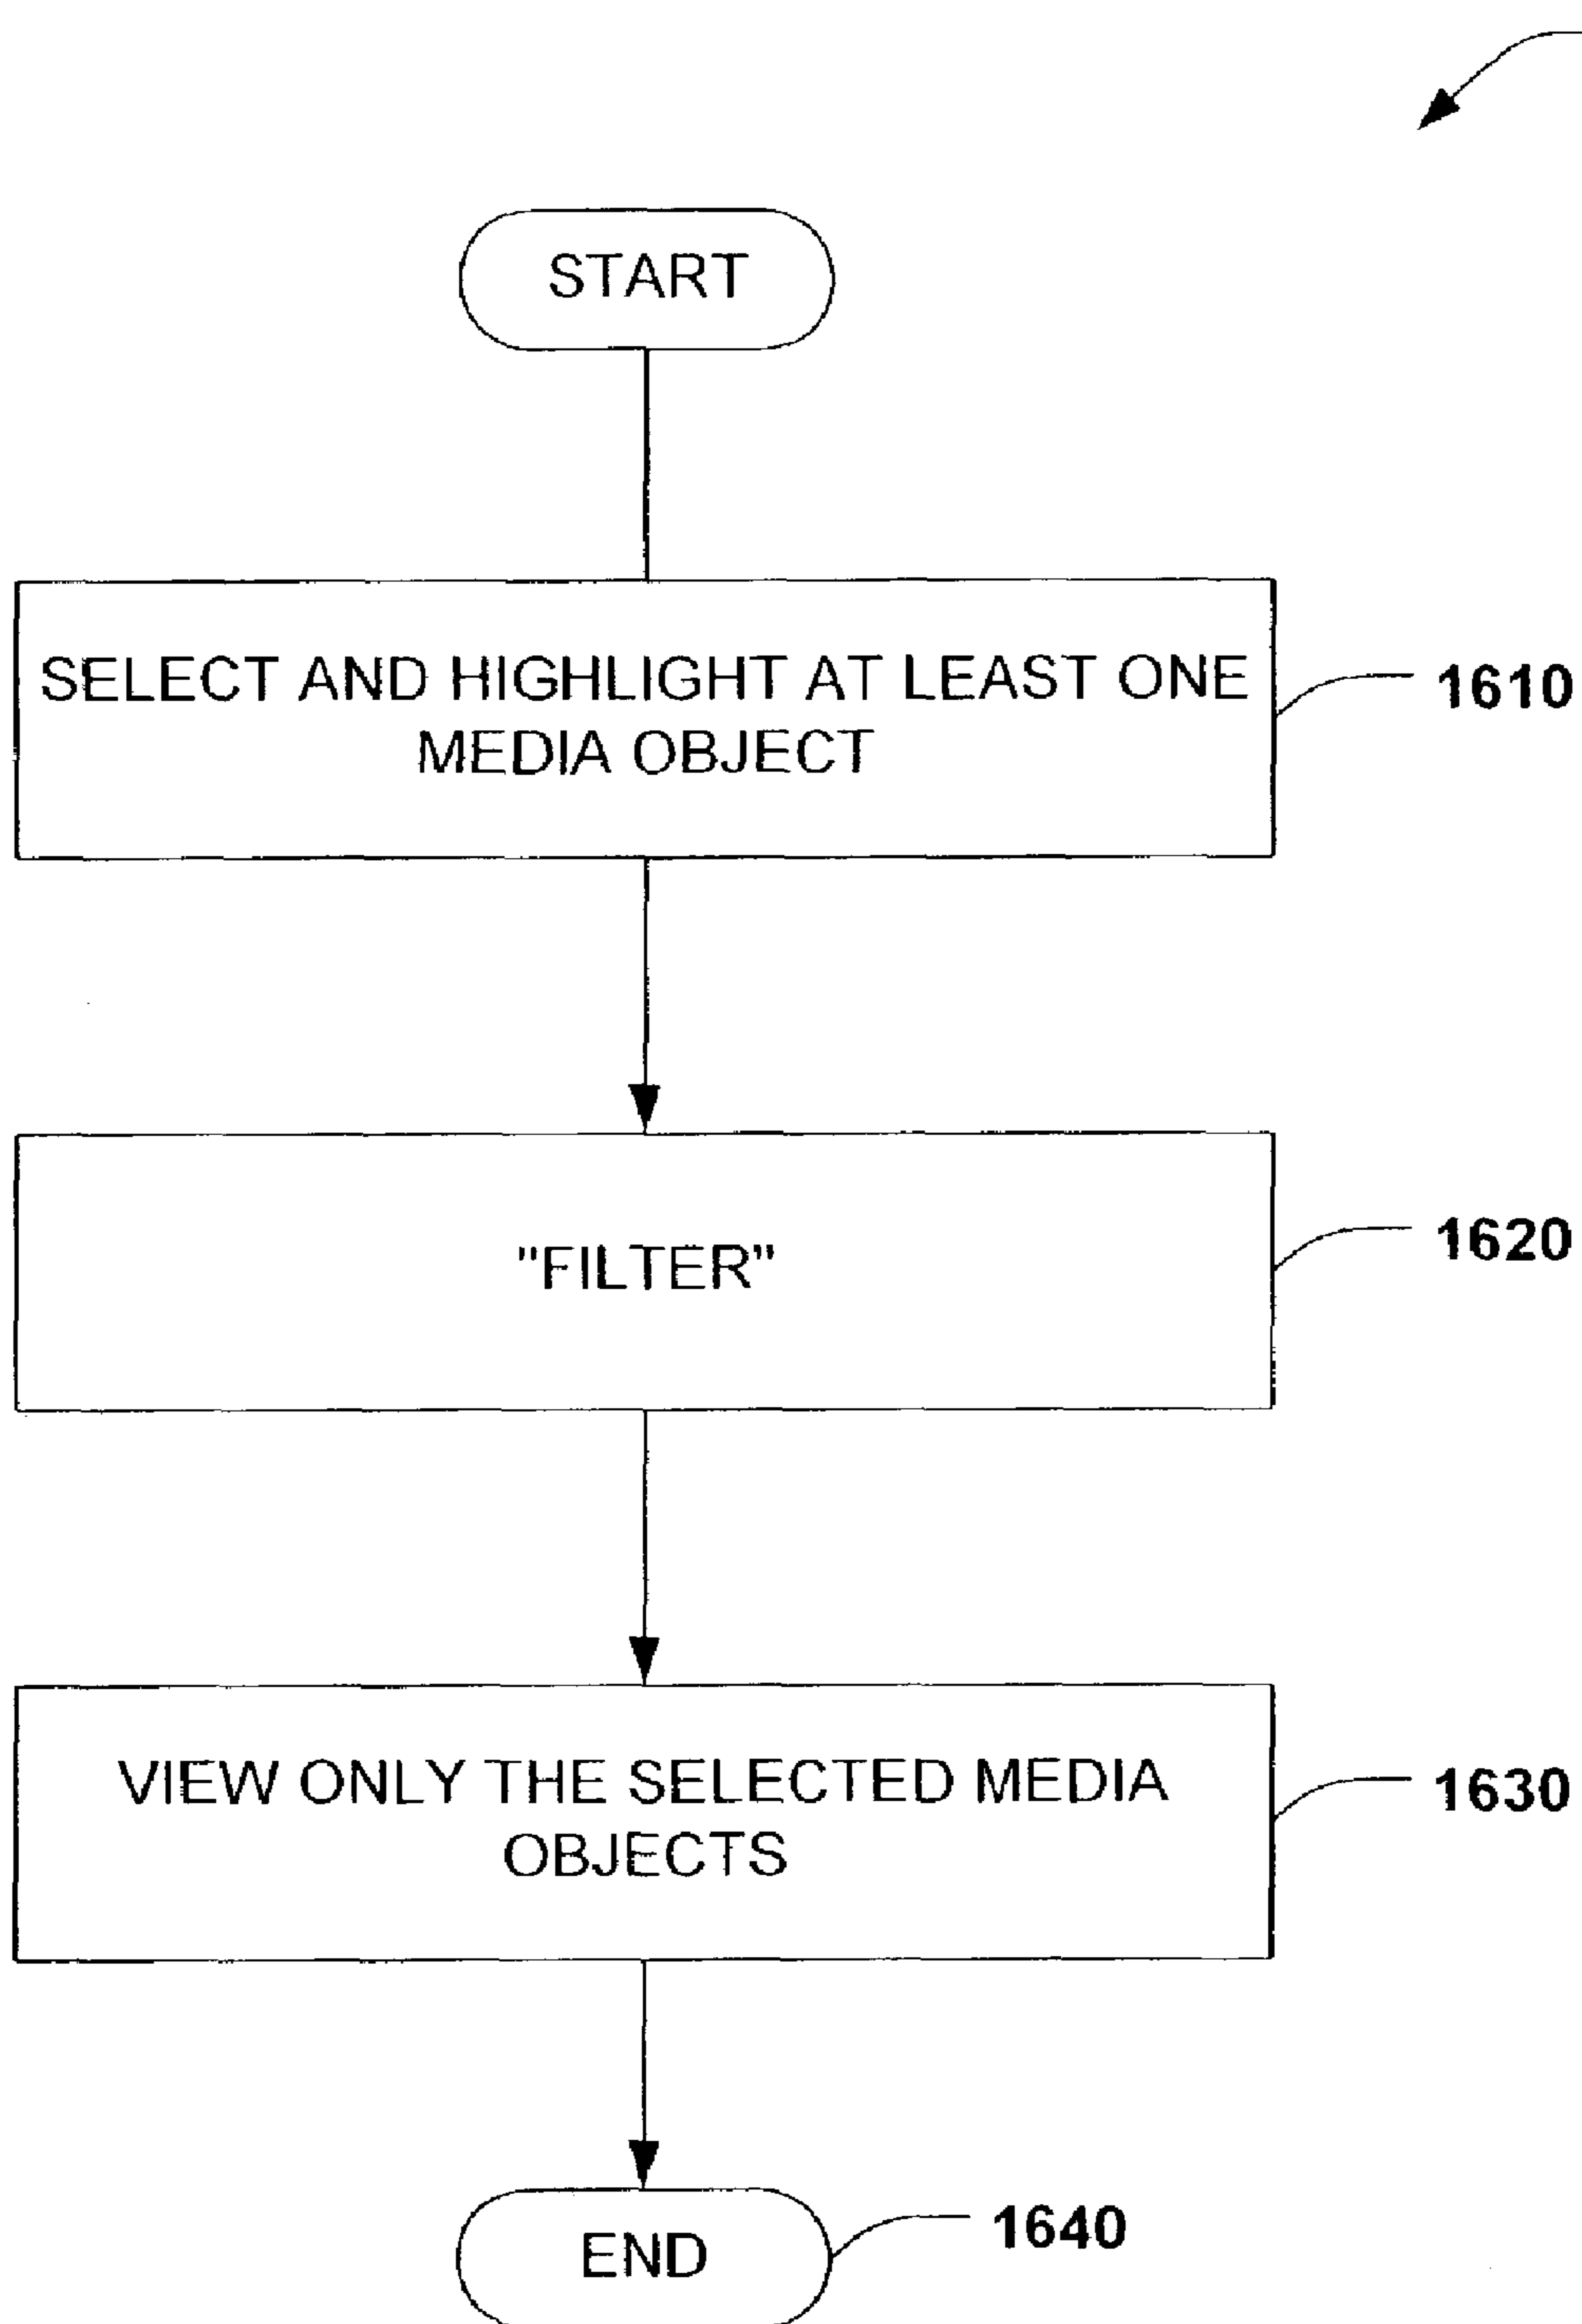 START
SELECT AND HIGHLIGHT AT LEAST ONE
MEDIA OBJECT
1610
"FILTER"
1620
VIEW ONLY THE SELECTED MEDIA
OBJECTS
1630
END
1640